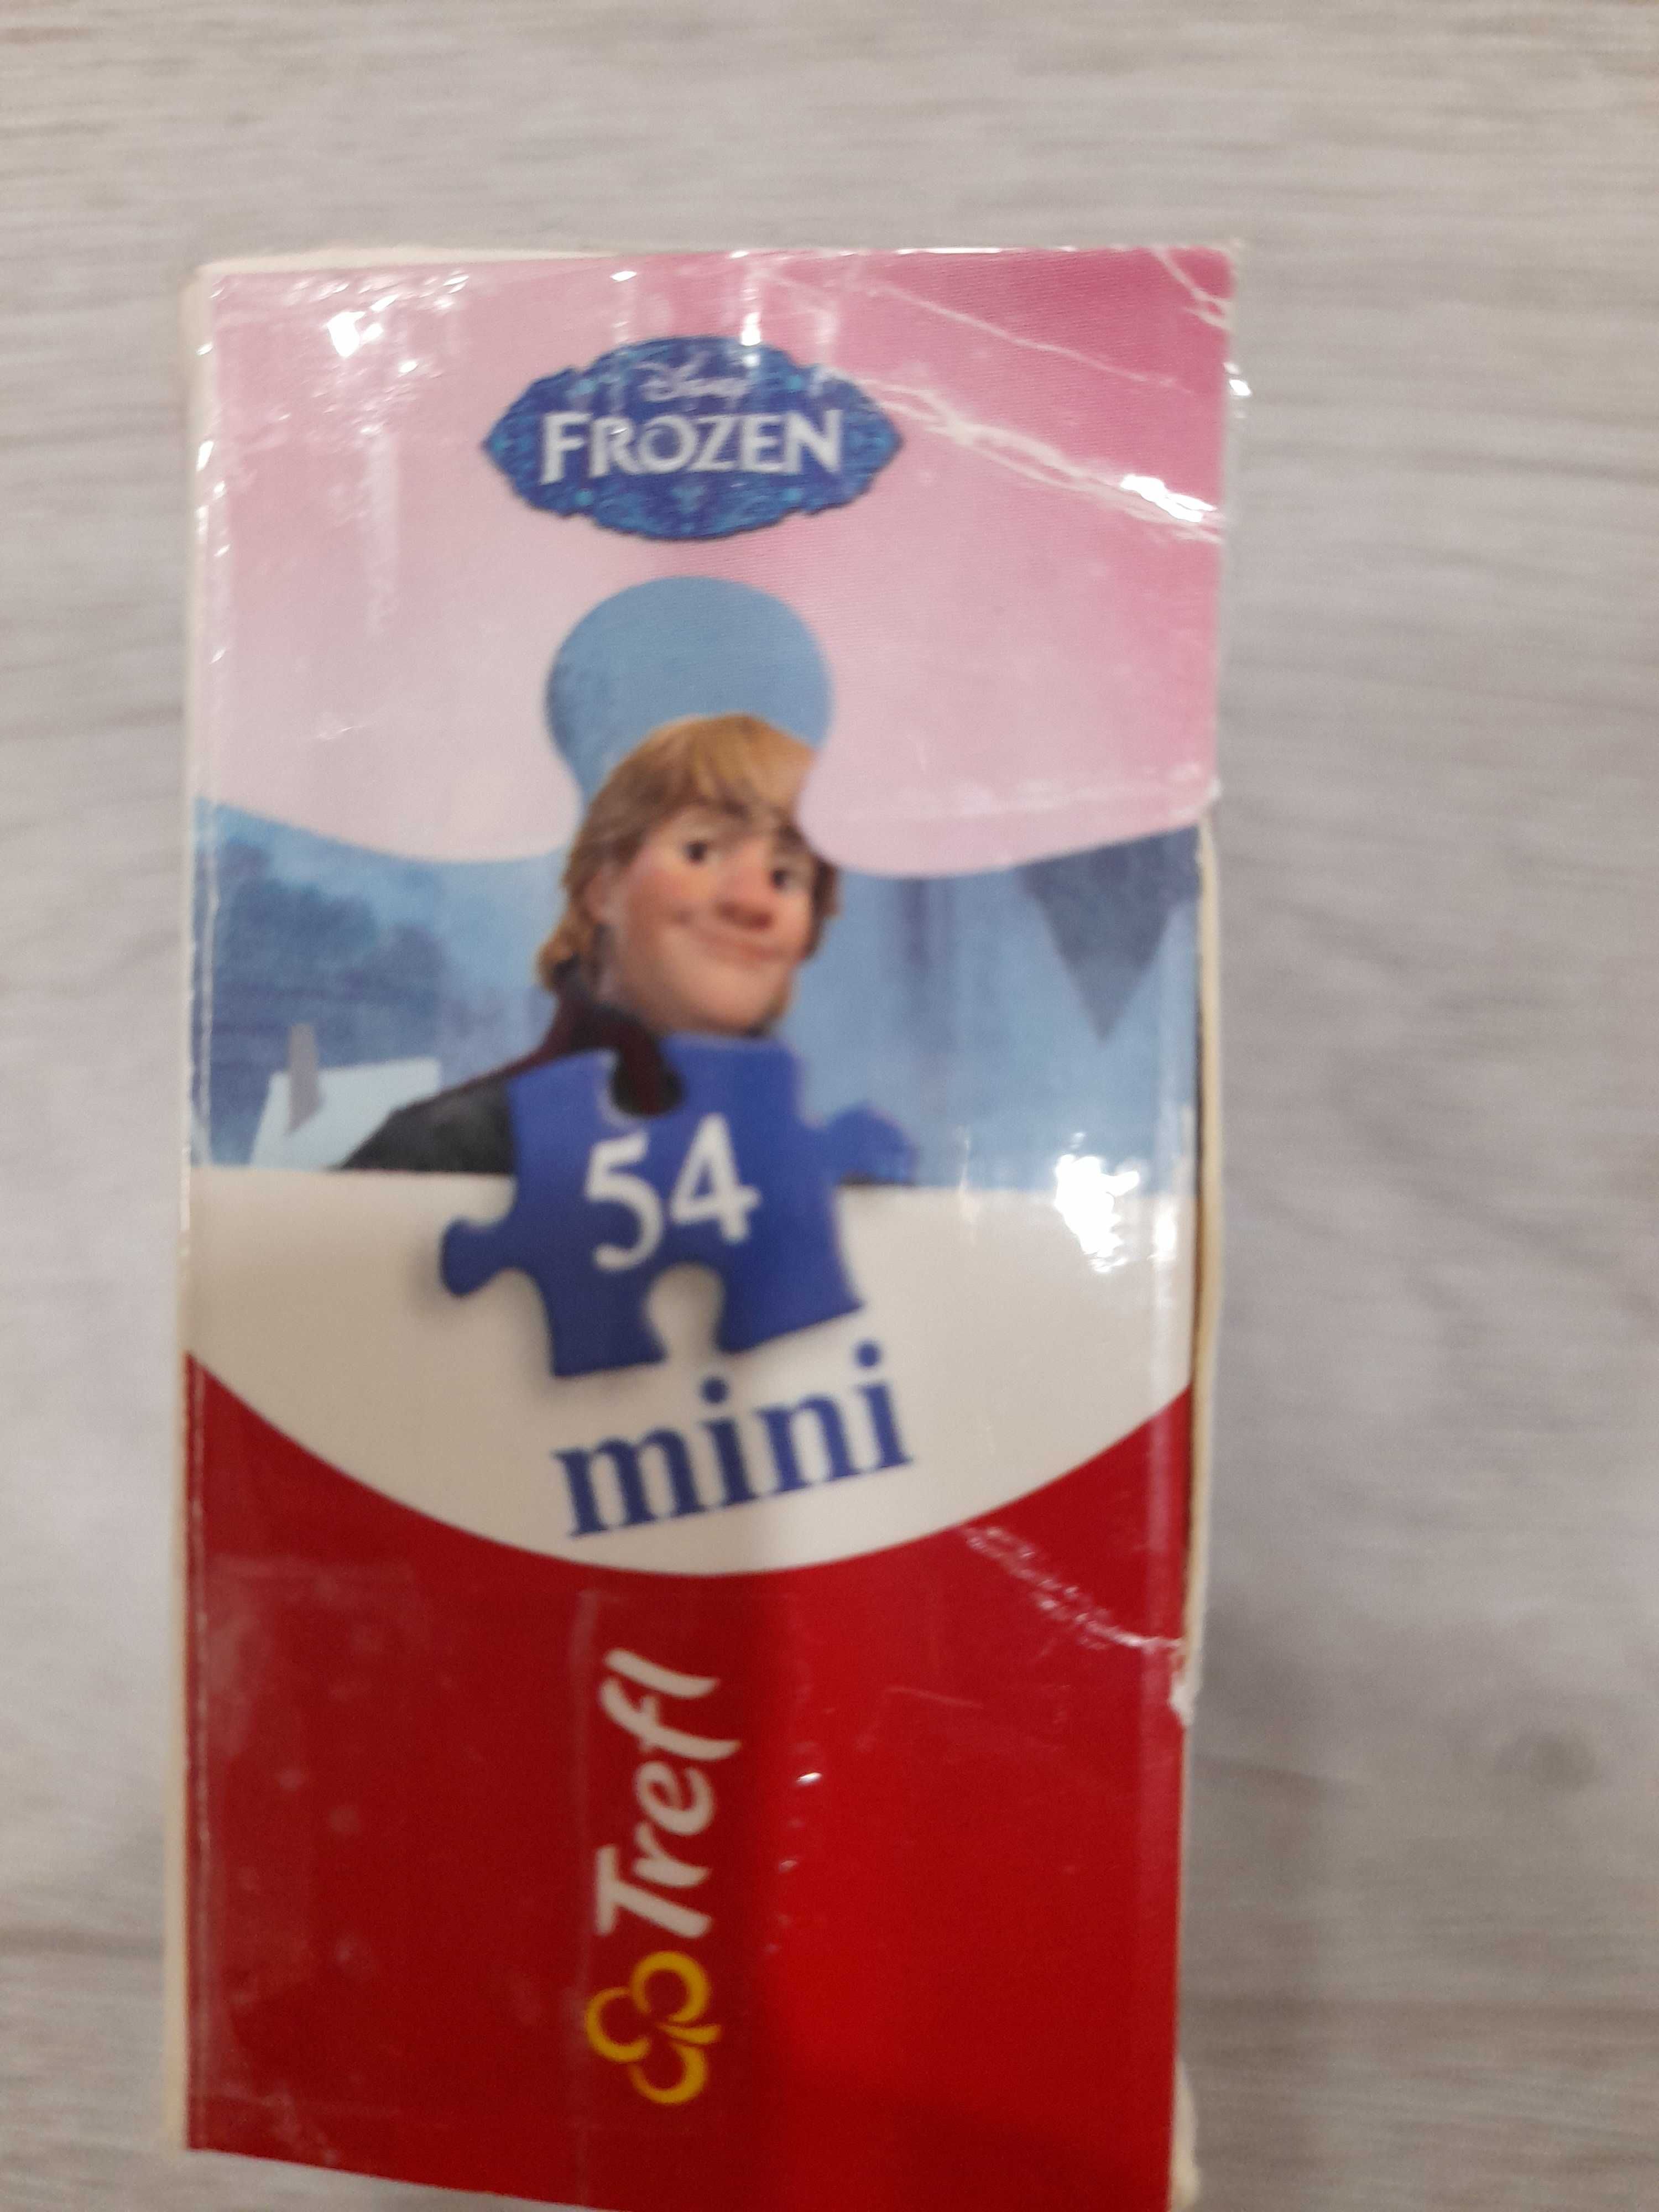 Disney
FROZEN
54
mini
Trefl